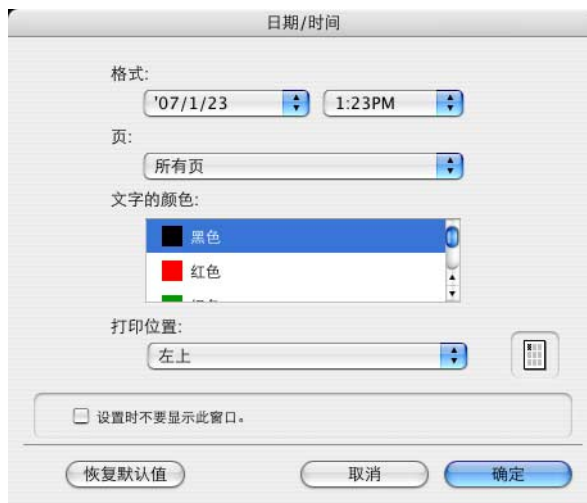 日期/时间
格式:
'07/1/23 1:23PM
页:
所有页
文字的颜色:
黑色
红色
打印位置:
左上
设置时不要显示此窗口。
恢复默认值 取消 确定